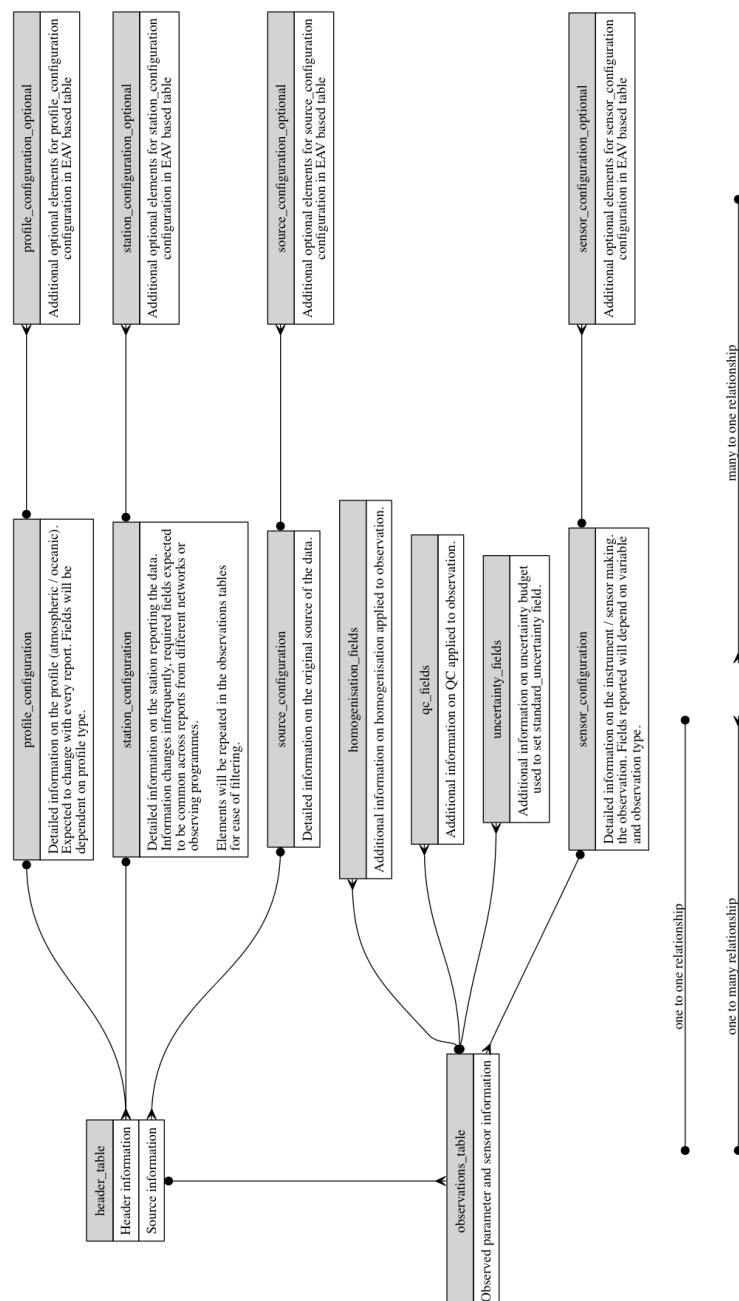 header_table
Header information
Source information
observations_table
Observed parameter and sensor information
profile_configuration
Detailed information on the profile (atmospheric / oceanic).
Expected to change with every report. Fields will be
dependent on profile type.
station_configuration
Detailed information on the station reporting the data.
Information changes infrequently, required fields expected
to be common across reports from different networks or
observing programmes.
Elements will be repeated in the observations tables
for ease of filtering.
source_configuration
Detailed information on the original source of the data.
homogenisation_fields
Additional information on homogenisation applied to observation.
qc_fields
Additional information on QC applied to observation.
uncertainty_fields
Additional information on uncertainty budget
used to set standard_uncertainty field.
sensor_configuration
Detailed information on the instrument / sensor making.
the observation. Fields reported will depend on variable
and observation type.
profile_configuration_optional
Additional optional elements for profile_configuration
configuration in EAV based table
station_configuration_optional
Additional optional elements for station_configuration
configuration in EAV based table
source_configuration_optional
Additional optional elements for source_configuration
configuration in EAV based table
sensor_configuration_optional
Additional optional elements for sensor_configuration
configuration in EAV based table
one to one relationship
one to many relationship
many to one relationship